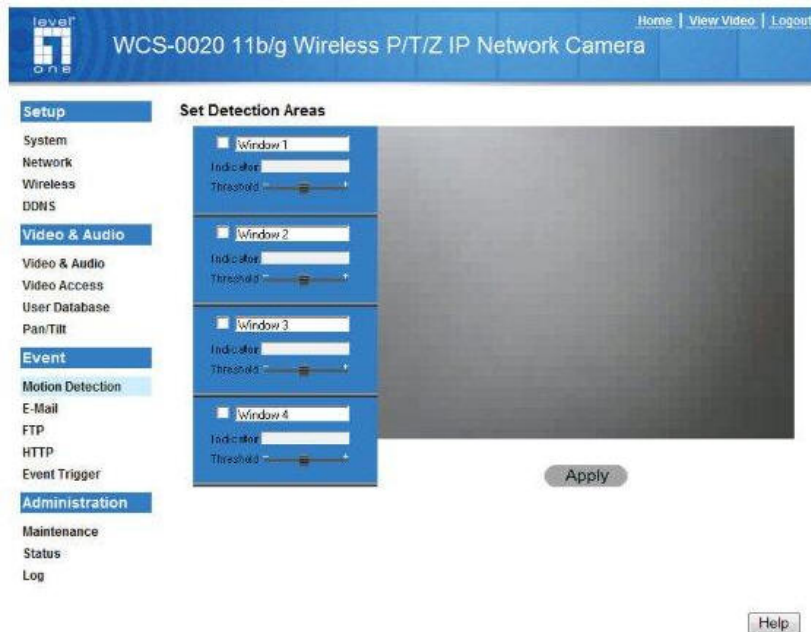 level
one
WCS-0020 11b/g Wireless P/T/Z IP Network Camera
Home | View Video | Logout
Setup
System
Network
Wireless
DDNS
Video & Audio
Video & Audio
Video Access
User Database
Pan/Tilt
Event
Motion Detection
E-Mail
FTP
HTTP
Event Trigger
Administration
Maintenance
Status
Log
Set Detection Areas
Window 1
Indicator
Threshold - +
Window 2
Indicator
Threshold - +
Window 3
Indicator
Threshold - +
Window 4
Indicator
Threshold - +
Apply
Help